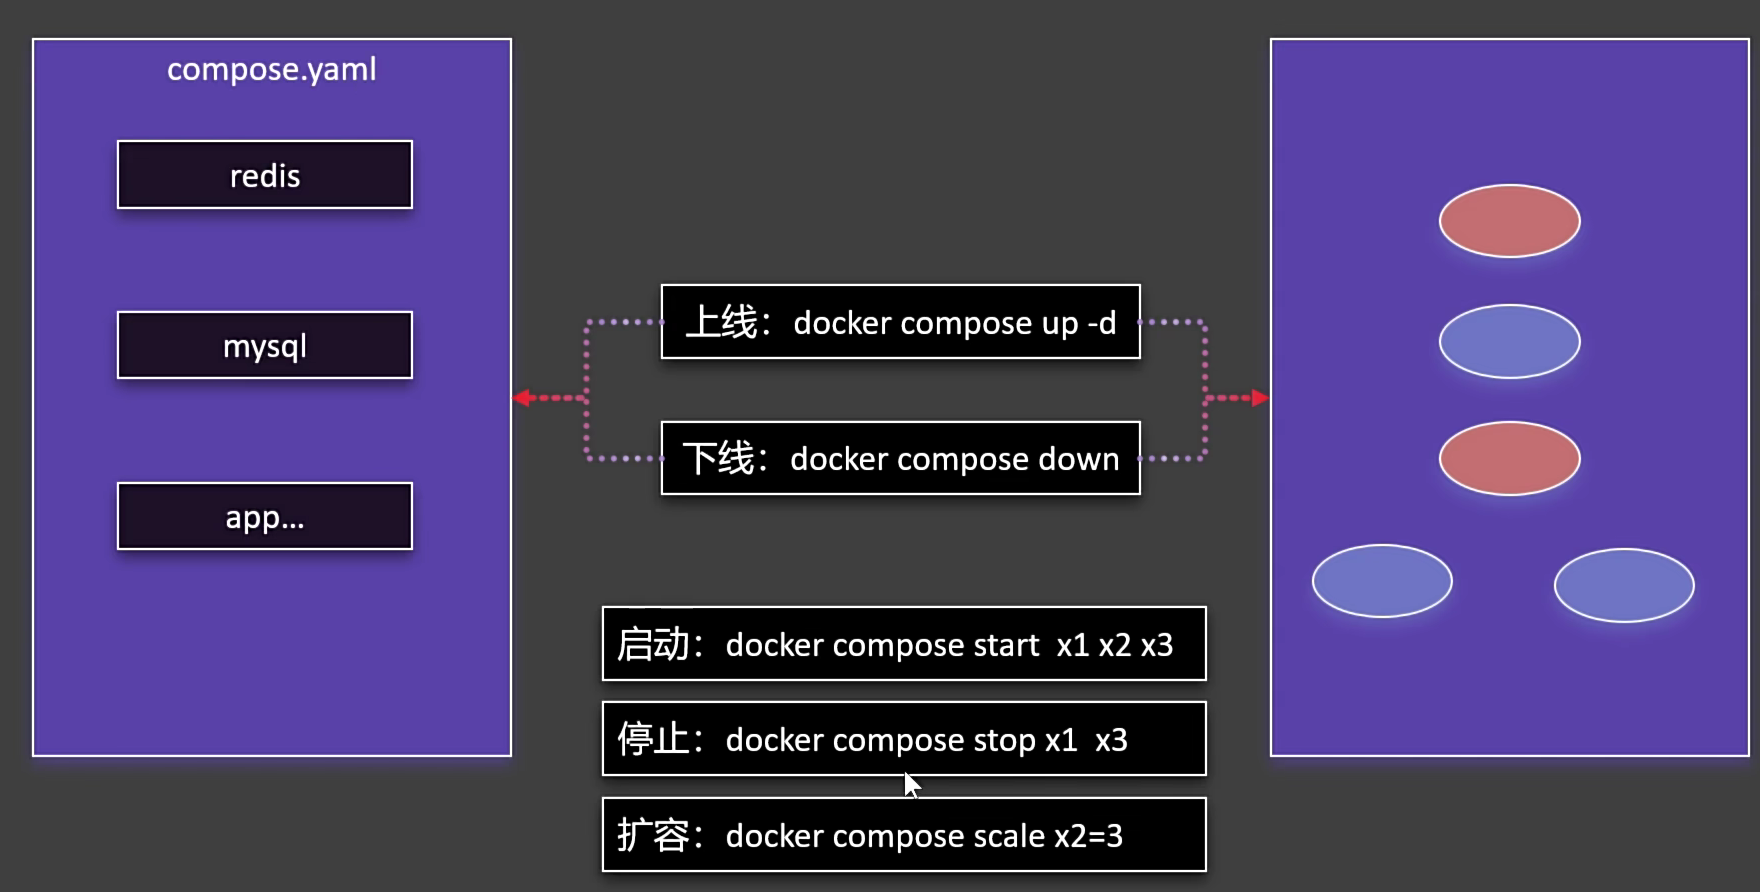 compose.yaml
redis
mysql
app...
上线：docker compose up -d
下线：docker compose down
启动：docker compose start  x1 x2 x3
停止：docker compose stop x1  x3
扩容：docker compose scale x2=3